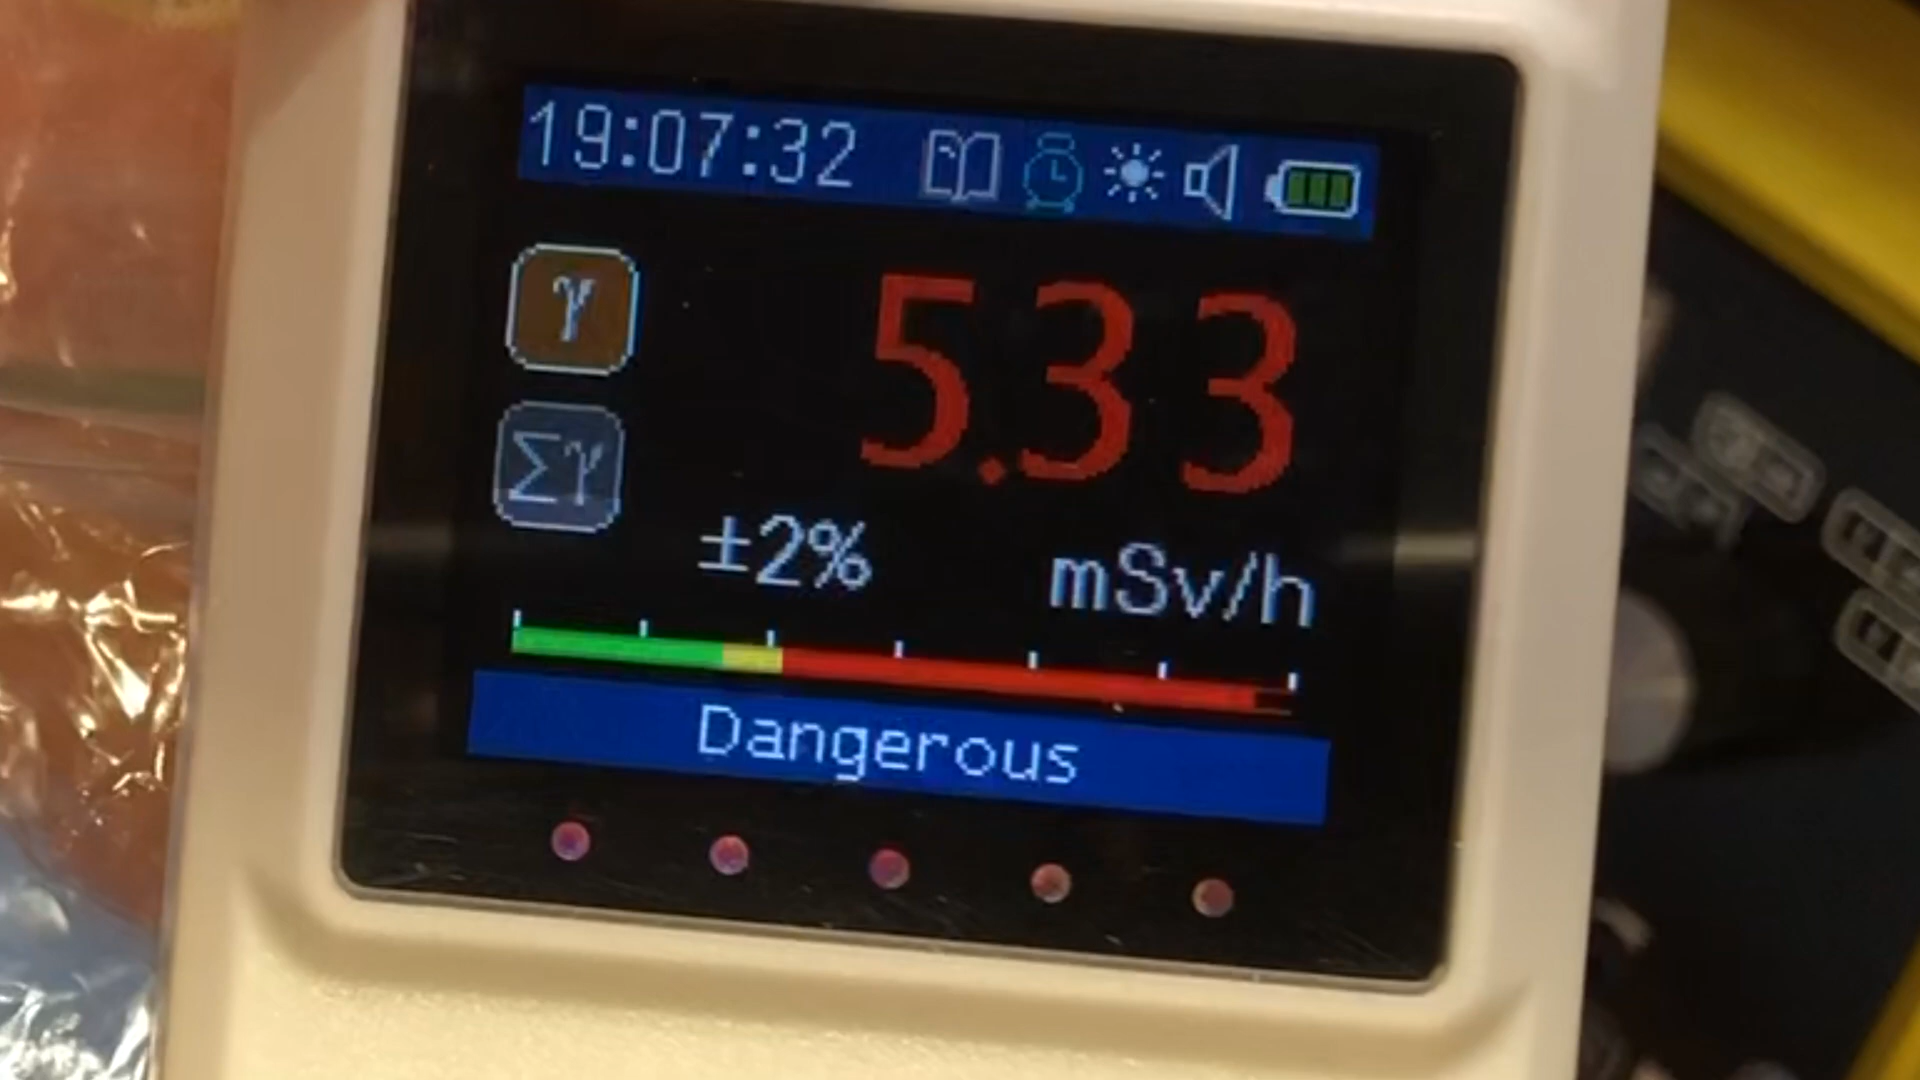 19:07:32
γ
5.33
Σγ
±2%
mSv/h
Dangerous